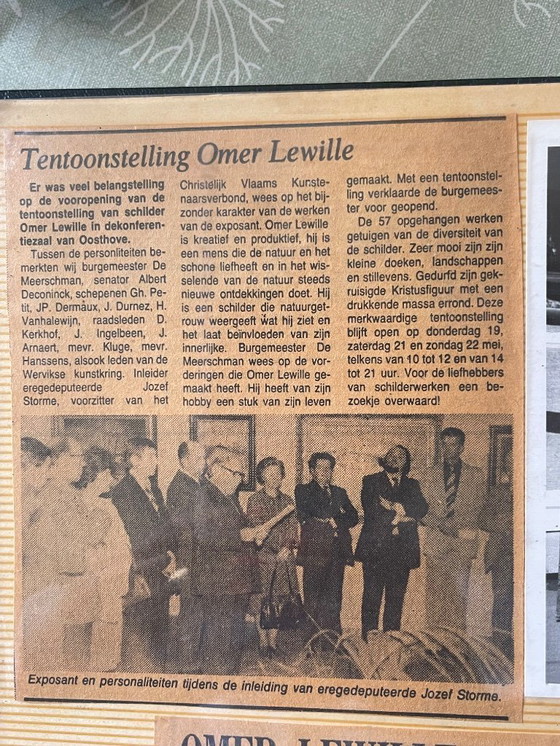 Tentoonstelling Omer Lewille
Er was veel belangstelling
op de vooropening van de
tentoonstelling van schilder
Omer Lewille in dekonferen-
tiezaal van Oosthove.
Tussen de personliteiten be-
merkten wij burgemeester De
Meerschman, senator Albert
Deconinck, schepenen Gh. Pe-
tit, JP. Dermaux, J. Durnez, H.
Vanhalewijn, raadsleden D.
Kerkhof, J. Ingelbeen, J.
Arnaert, mevr. Kluge, mevr.
Hanssens, alsook leden van de
Wervikse kunstkring. Inleider
eregedeputeerde Jozef
Storme, voorzitter van het
Christelijk Vlaams Kunste-
naarsverbond, wees op het bij-
zonder karakter van de werken
van de exposant. Omer Lewille
is kreatief en produktief, hij is
een mens die de natuur en het
schone liefheeft en in het wis-
selende van de natuur steeds
nieuwe ontdekkingen doet. Hij
is een schilder die natuurget-
rouw weergeeft wat hij ziet en
het laat beïnvloeden van zijn
innerlijke. Burgemeester De
Meerschman wees op de vor-
deringen die Omer Lewille ge-
maakt heeft. Hij heeft van zijn
hobby een stuk van zijn leven
gemaakt. Met een tentoonstel-
ling verklaarde de burgemees-
ter voor geopend.
De 57 opgehangen werken
getuigen van de diversiteit van
de schilder. Zeer mooi zijn zijn
kleine doeken, landschappen
en stillevens. Gedurfd zijn gek-
ruisigde Kristusfiguur met een
drukkende massa errond. Deze
merkwaardige tentoonstelling
blijft open op donderdag 19,
zaterdag 21 en zondag 22 mei,
telkens van 10 tot 12 en van 14
tot 21 uur. Voor de liefhebbers
van schilderwerken een be-
zoekje overwaard!
Exposant en personaliteiten tijdens de inleiding van eregedeputeerde Jozef Storme.
OMER LEWILLE